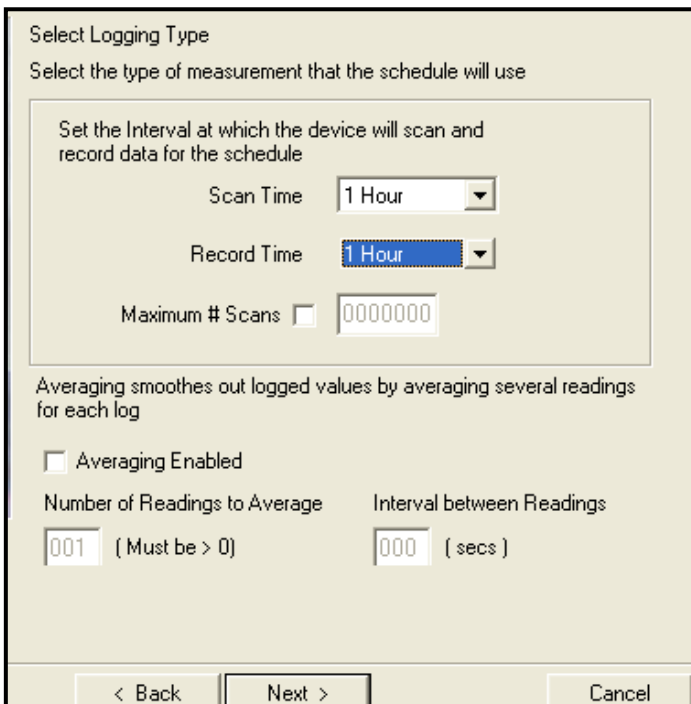 Select Logging Type
Select the type of measurement that the schedule will use
Set the Interval at which the device will scan and
record data for the schedule
Scan Time 1 Hour
Record Time 1 Hour
Maximum # Scans 0000000
Averaging smoothes out logged values by averaging several readings
for each log
Averaging Enabled
Number of Readings to Average Interval between Readings
001 ( Must be > 0) 000 ( secs )
< Back Next > Cancel